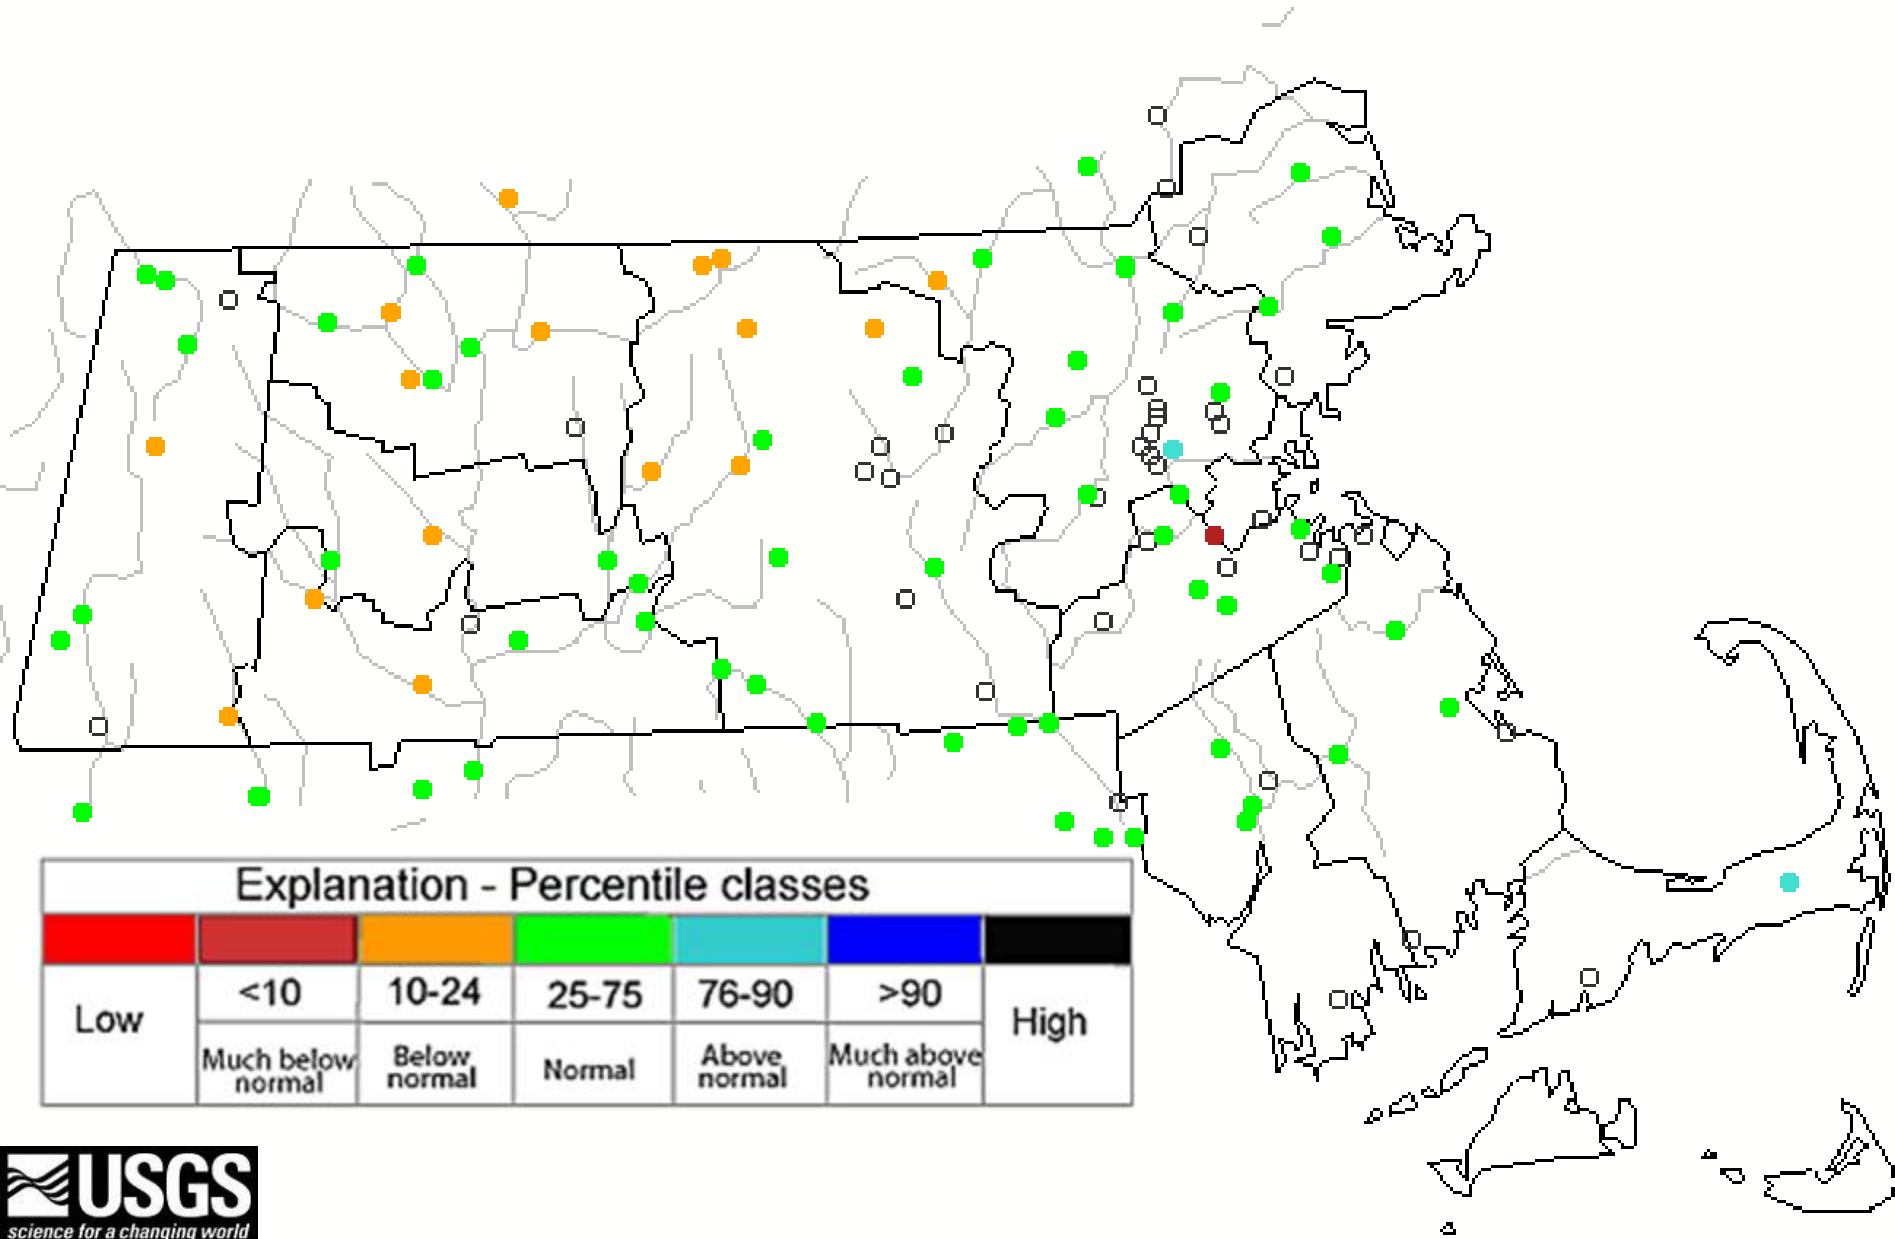 Explanation - Percentile classes
<10 10-24 25-75 76-90 >90
Low High
Much below normal Below normal Normal Above normal Much above normal
USGS
science for a changing world